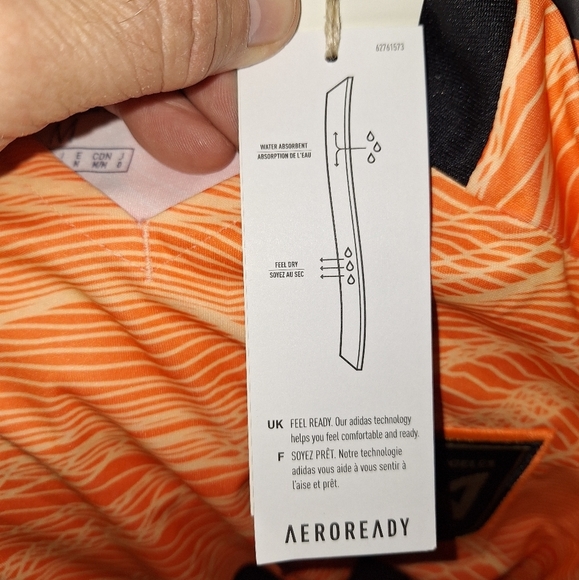 62761573
WATER ABSORBENT
ABSORPTION DE L'EAU
E CDN J
M
FEEL DRY
SOYEZ AU SEC
UK FEEL READY. Our adidas technology
helps you feel comfortable and ready.
F SOYEZ PRÊT. Notre technologie
adidas vous aide à vous sentir à
l'aise et prêt.
AEROREADY